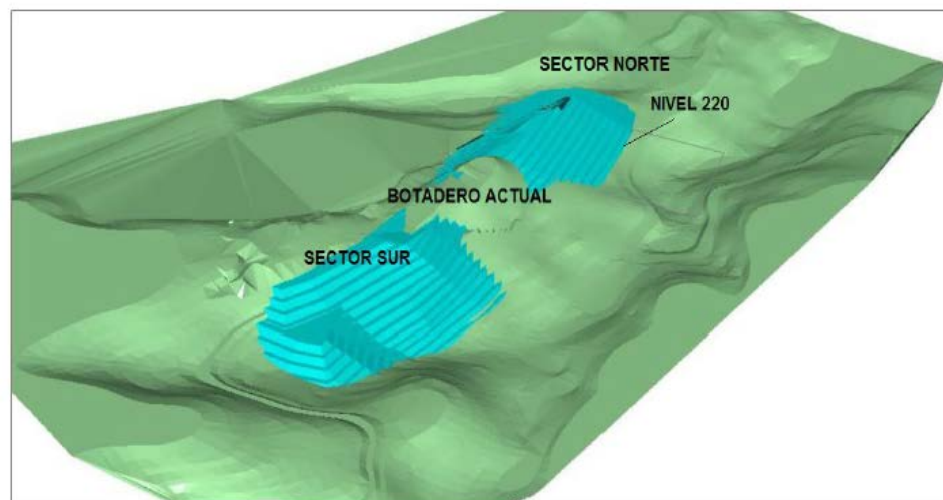 SECTOR NORTE
NIVEL 220
BOTADERO ACTUAL
SECTOR SUR